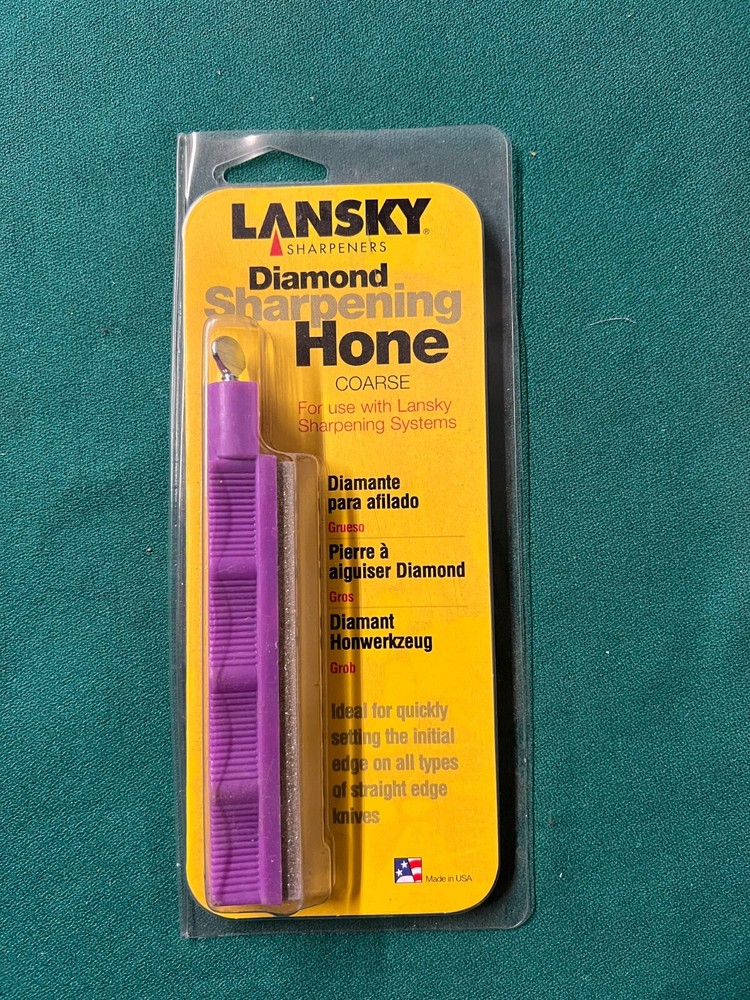 LANSKY®
SHARPENERS
Diamond
Sharpening
Hone
COARSE
For use with Lansky
Sharpening Systems
Diamante
para afilado
Grueso
Pierre à
aiguiser Diamond
Gros
Diamant
Honwerkzeug
Grob
Ideal for quickly
setting the initial
edge on all types
of straight edge
knives
Made in USA